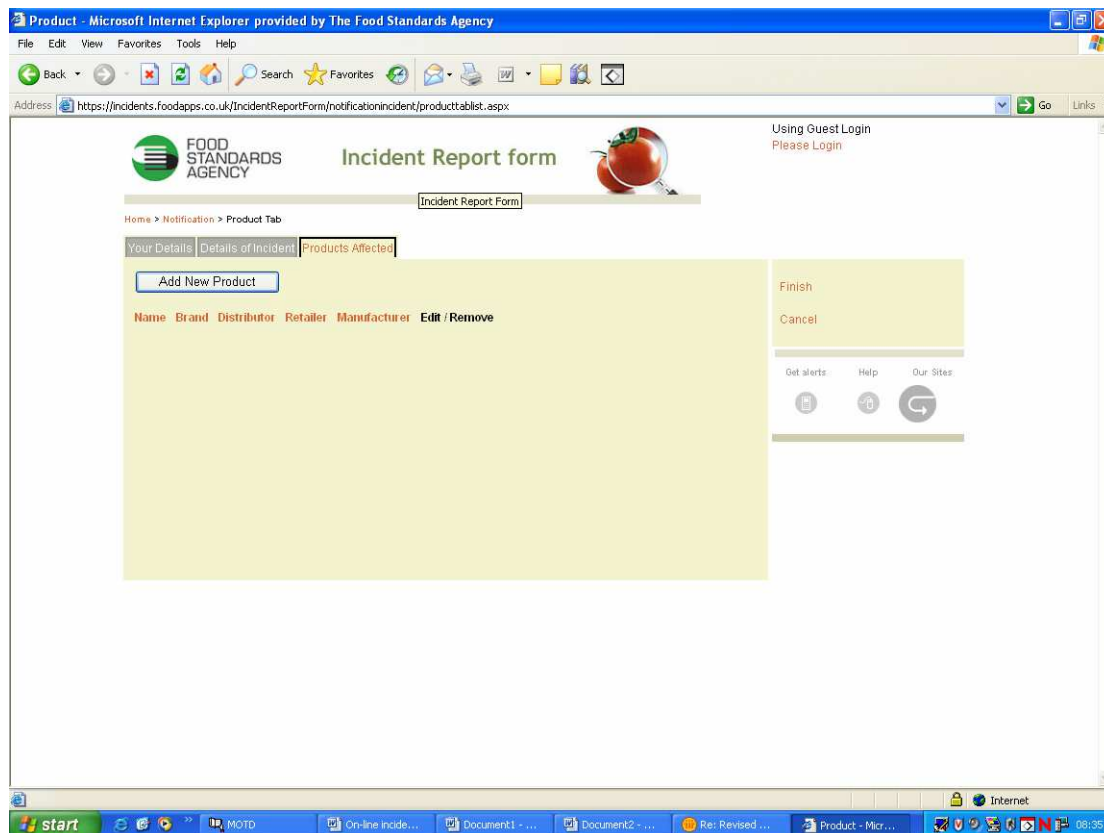 Product - Microsoft Internet Explorer provided by The Food Standards Agency
File Edit View Favorites Tools Help
Back Search Favorites
Address https://incidents.foodapps.co.uk/IncidentReportForm/notificationincident/producttablist.aspx Go Links
FOOD
STANDARDS
AGENCY
Incident Report form
Using Guest Login
Please Login
Incident Report Form
Home > Notification > Product Tab
Your Details Details of Incident Products Affected
Add New Product
Name Brand Distributor Retailer Manufacturer Edit / Remove
Finish
Cancel
Get alerts Help Our Sites
Internet
start MOTD On-line incide... Document1 - ... Document2 - ... Re: Revised ... Product - Micr... 08:35